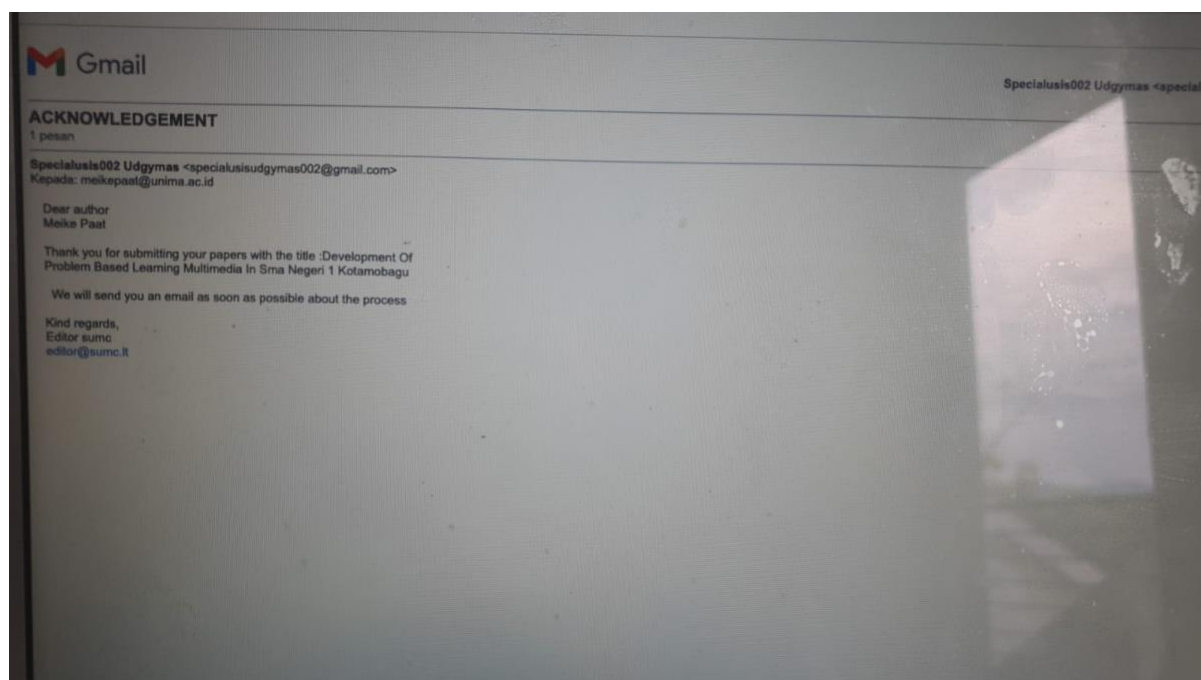 Gmail
Specialusis002 Udgymas <special
ACKNOWLEDGEMENT
1 pesan
Specialusis002 Udgymas <specialusisudgymas002@gmail.com>
Kepada: meikepaat@unima.ac.id
Dear author
Meike Paat
Thank you for submitting your papers with the title :Development Of
Problem Based Learning Multimedia In Sma Negeri 1 Kotamobagu
We will send you an email as soon as possible about the process
Kind regards,
Editor sumc
editor@sumc.lt